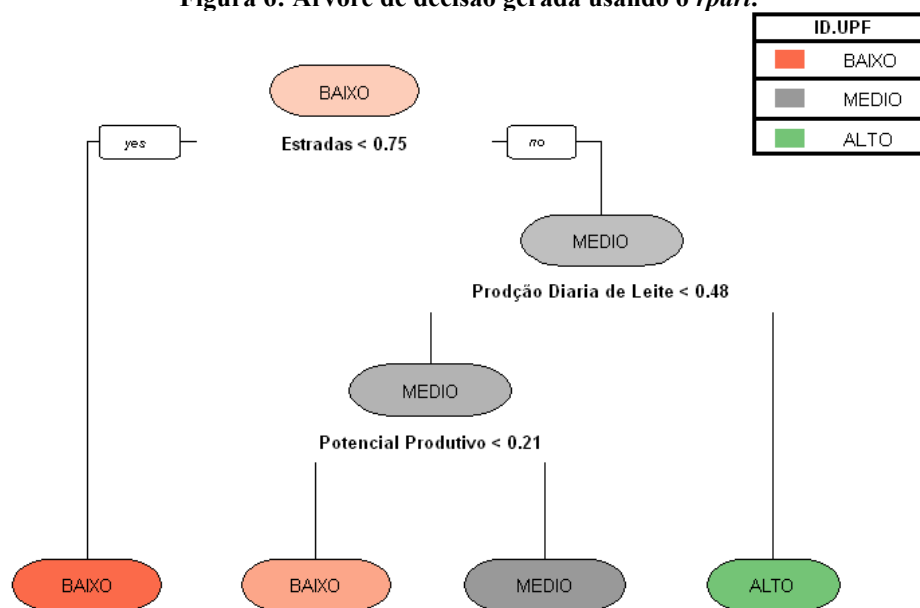 Figura 6: Árvore de decisão gerada usando o rpart.
ID.UPF
BAIXO
MEDIO
ALTO
BAIXO
yes
Estradas < 0.75
no
MEDIO
Prodção Diaria de Leite < 0.48
MEDIO
Potencial Produtivo < 0.21
BAIXO
BAIXO
MEDIO
ALTO